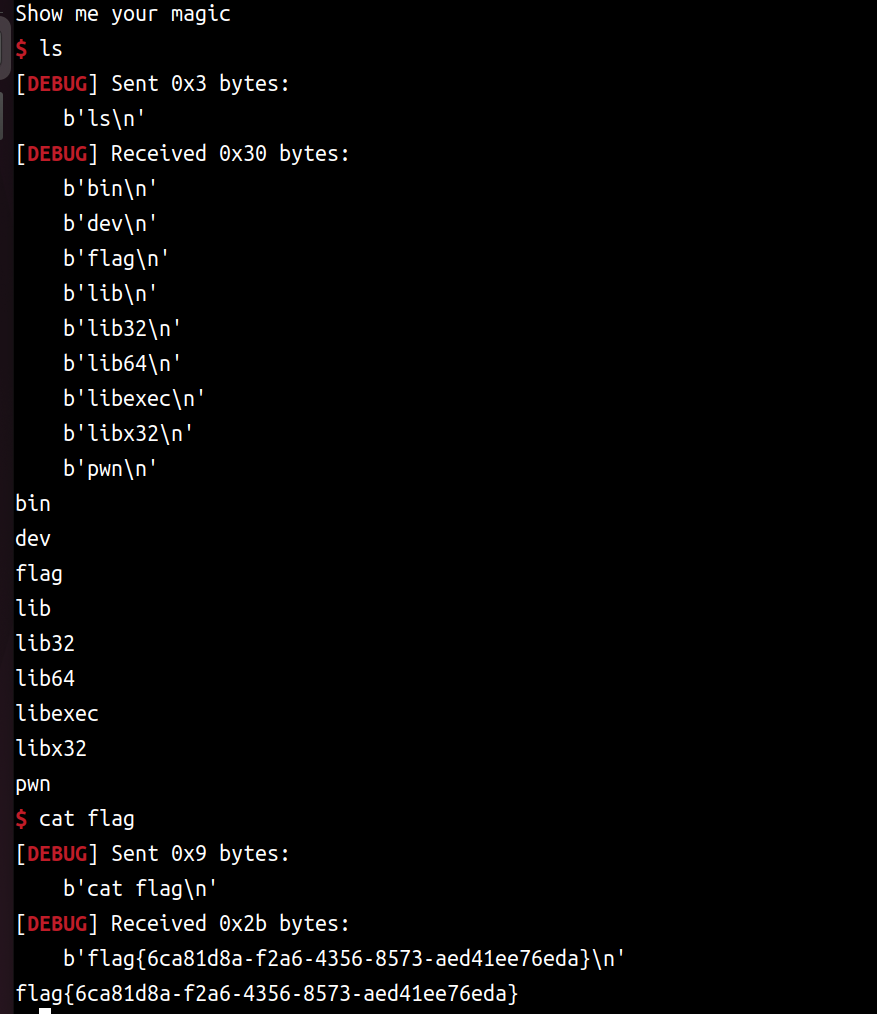 Show me your magic
$ ls
[DEBUG] Sent 0x3 bytes:
    b'ls\n'
[DEBUG] Received 0x30 bytes:
    b'bin\n'
    b'dev\n'
    b'flag\n'
    b'lib\n'
    b'lib32\n'
    b'lib64\n'
    b'libexec\n'
    b'libx32\n'
    b'pwn\n'
bin
dev
flag
lib
lib32
lib64
libexec
libx32
pwn
$ cat flag
[DEBUG] Sent 0x9 bytes:
    b'cat flag\n'
[DEBUG] Received 0x2b bytes:
    b'flag{6ca81d8a-f2a6-4356-8573-aed41ee76eda}\n'
flag{6ca81d8a-f2a6-4356-8573-aed41ee76eda}